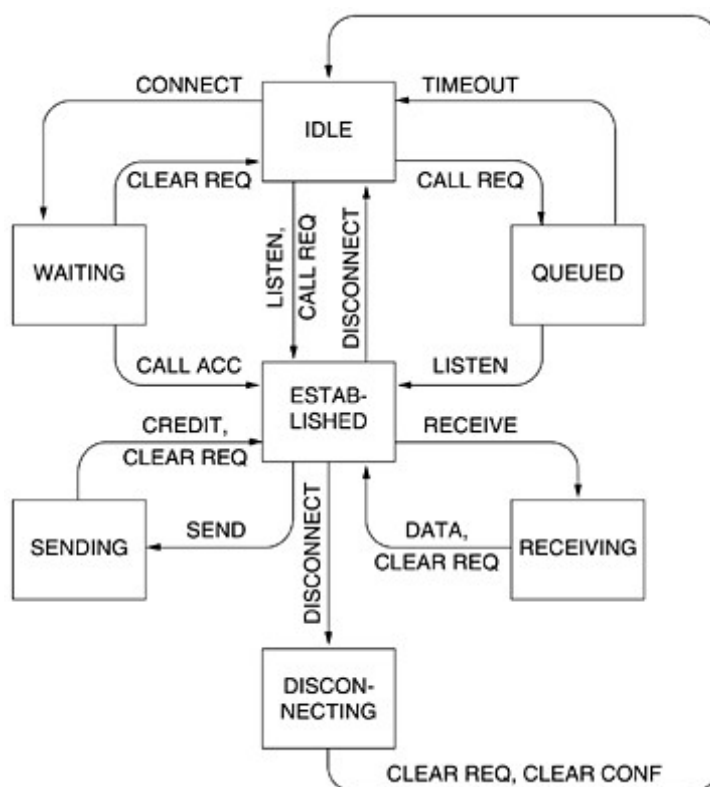 CONNECT
TIMEOUT
IDLE
CLEAR REQ
CALL REQ
WAITING
LISTEN,
CALL REQ
DISCONNECT
QUEUED
CALL ACC
LISTEN
ESTAB-
LISHED
CREDIT,
CLEAR REQ
RECEIVE
SENDING
SEND
DISCONNECT
DATA,
CLEAR REQ
RECEIVING
DISCON-
NECTING
CLEAR REQ, CLEAR CONF